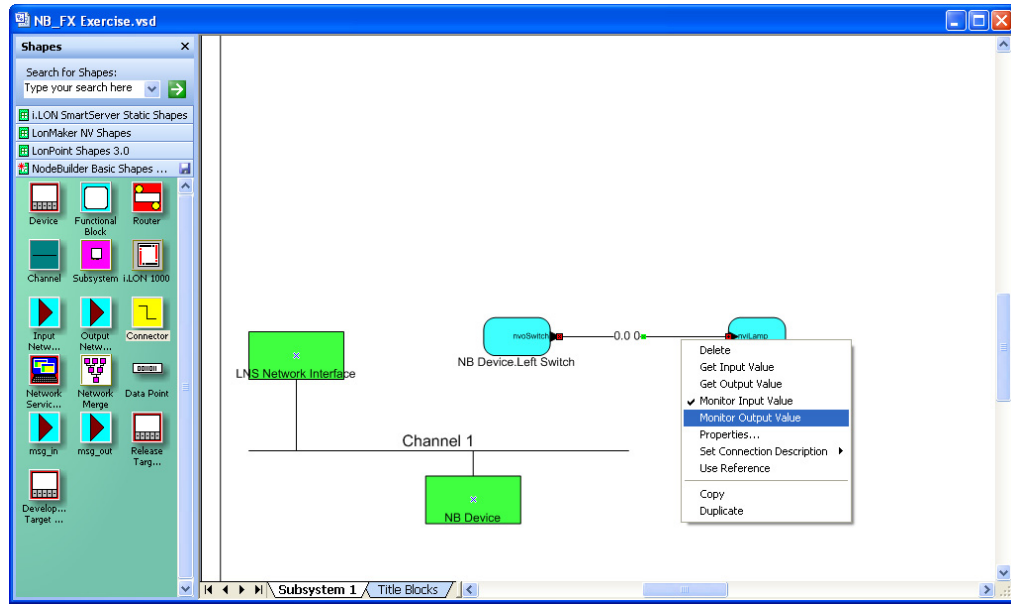 NB_FX Exercise.vsd
Shapes
Search for Shapes:
Type your search here
i.LON SmartServer Static Shapes
LonMaker NV Shapes
LonPoint Shapes 3.0
NodeBuilder Basic Shapes ...
Device
Functional
Block
Router
Channel
Subsystem
i.LON 1000
Input
Netw...
Output
Netw...
Connector
Network
Servic...
Network
Merge
Data Point
msg_in
msg_out
Release
Targ...
Develop...
Target ...
nvoSwitch
0.0 0
nviLamp
NB Device.Left Switch
LNS Network Interface
Channel 1
NB Device
Delete
Get Input Value
Get Output Value
Monitor Input Value
Monitor Output Value
Properties...
Set Connection Description
Use Reference
Copy
Duplicate
Subsystem 1
Title Blocks